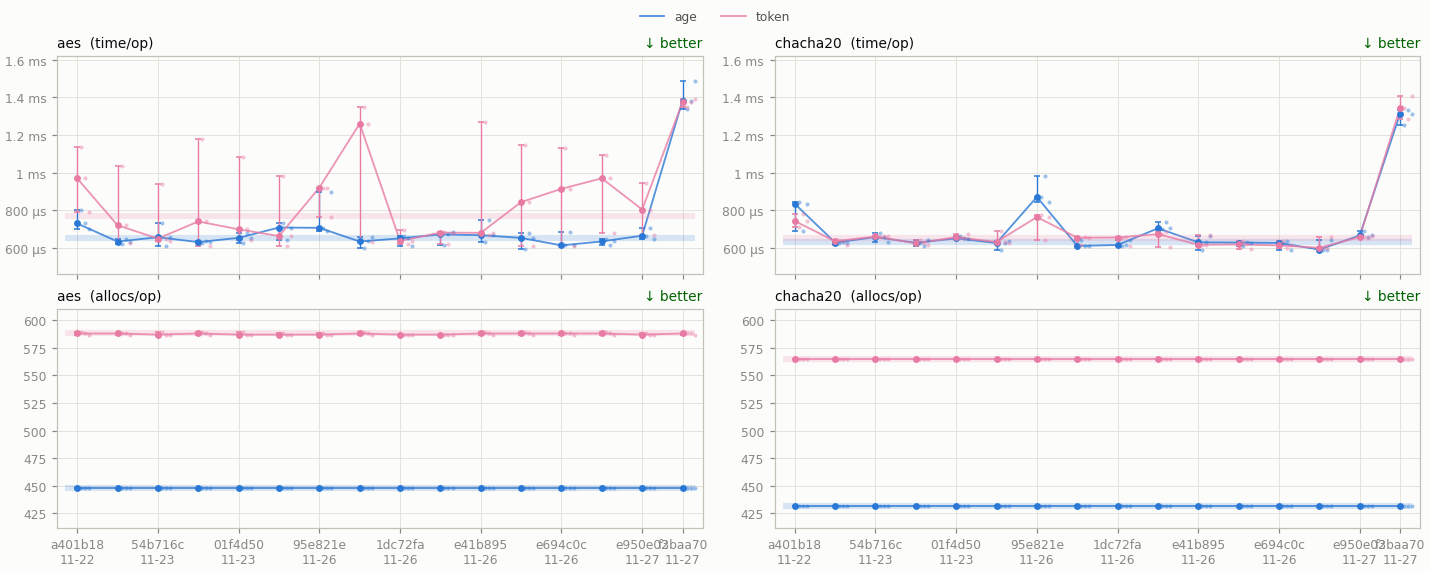 age token
aes (time/op) ↓ better
chacha20 (time/op) ↓ better
1.6 ms
1.4 ms
1.2 ms
1 ms
800 µs
600 µs
1.6 ms
1.4 ms
1.2 ms
1 ms
800 µs
600 µs
aes (allocs/op) ↓ better
chacha20 (allocs/op) ↓ better
600
575
550
525
500
475
450
425
600
575
550
525
500
475
450
425
a401b18 54b716c 01f4d50 95e821e 1dc72fa e41b895 e694c0c
11-22 11-23 11-23 11-26 11-26 11-26 11-26 11-27 11-27
a401b18 54b716c 01f4d50 95e821e 1dc72fa e41b895 e694c0c
11-22 11-23 11-23 11-26 11-26 11-26 11-26 11-27 11-27